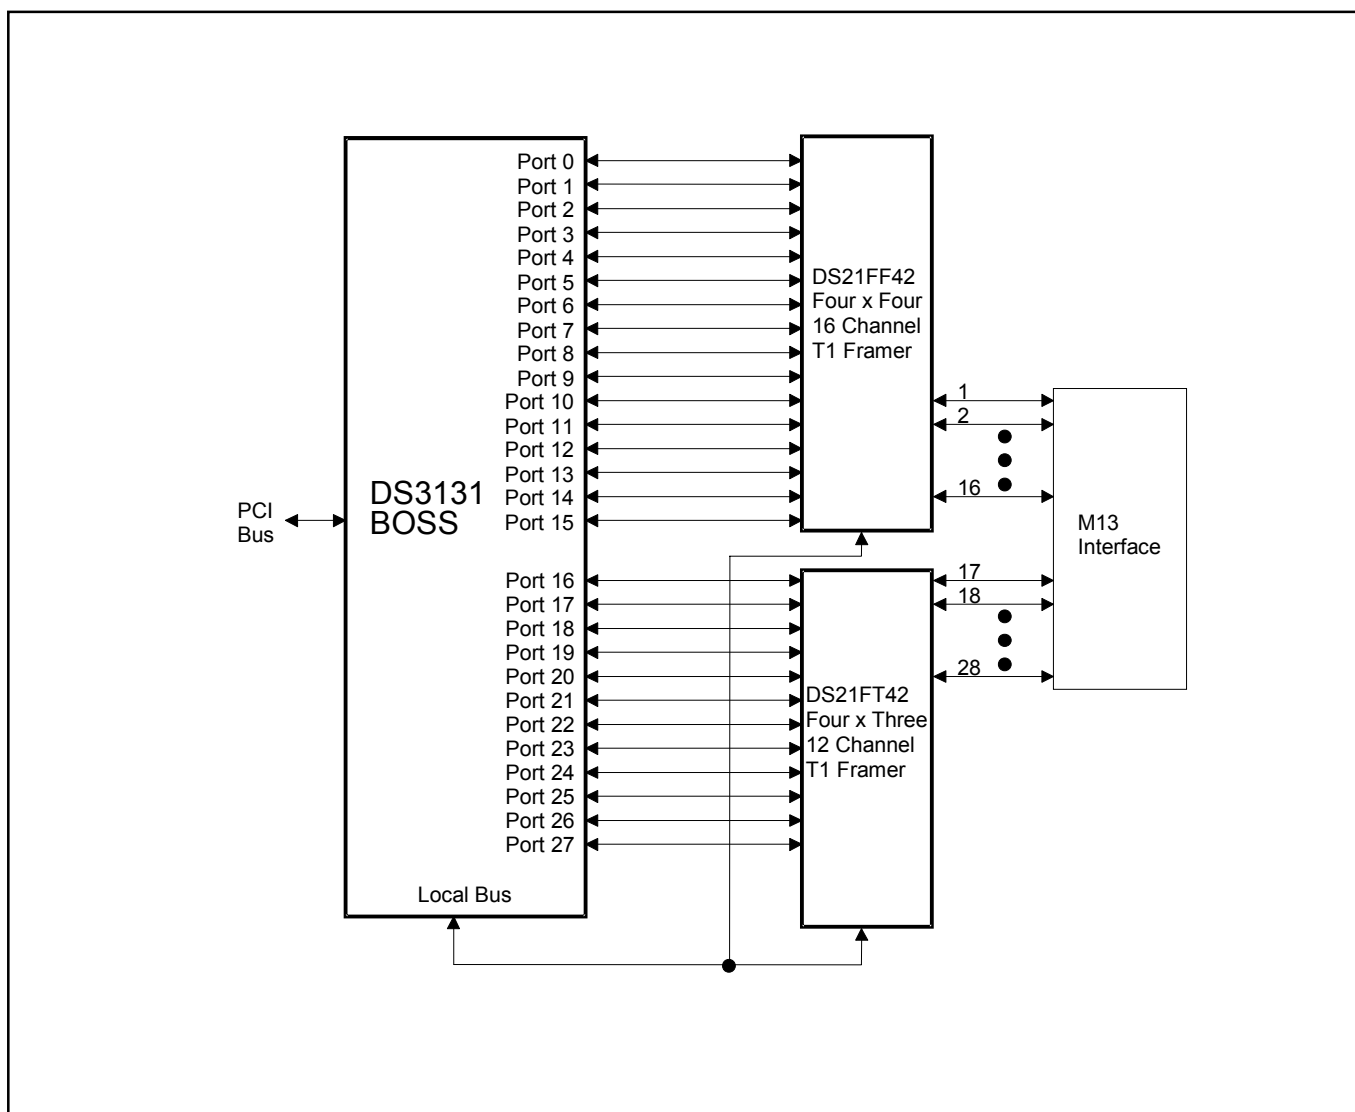 Port 0
Port 1
Port 2
Port 3
Port 4
Port 5
Port 6
Port 7
Port 8
Port 9
Port 10
Port 11
Port 12
Port 13
Port 14
Port 15
PCI
Bus
DS3131
BOSS
Port 16
Port 17
Port 18
Port 19
Port 20
Port 21
Port 22
Port 23
Port 24
Port 25
Port 26
Port 27
Local Bus
DS21FF42
Four x Four
16 Channel
T1 Framer
DS21FT42
Four x Three
12 Channel
T1 Framer
1
2
16
17
18
28
M13
Interface